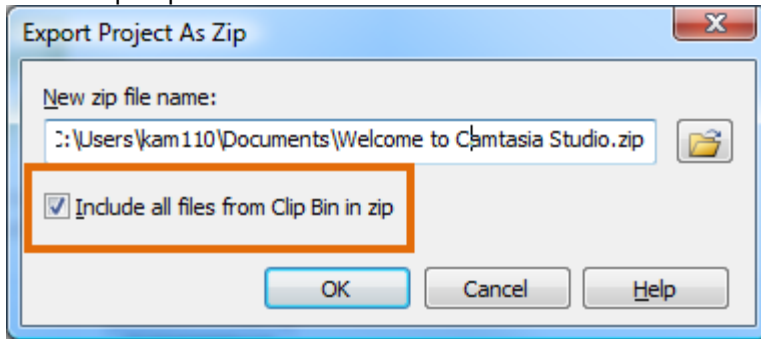 Export Project As Zip
New zip file name:
:\Users\kam110\Documents\Welcome to Camtasia Studio.zip
Include all files from Clip Bin in zip
OK Cancel Help